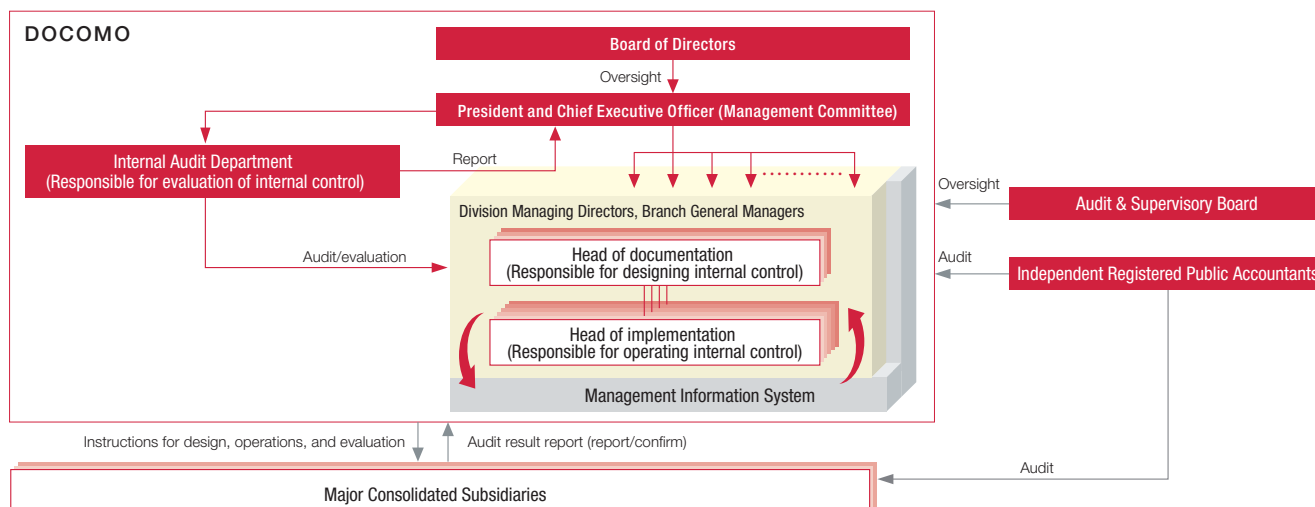 DOCOMO
Board of Directors
Oversight
President and Chief Executive Officer (Management Committee)
Internal Audit Department
(Responsible for evaluation of internal control)
Report
Division Managing Directors, Branch General Managers
Oversight
Audit & Supervisory Board
Audit/evaluation
Head of documentation
(Responsible for designing internal control)
Audit
Independent Registered Public Accountants
Head of implementation
(Responsible for operating internal control)
Management Information System
Instructions for design, operations, and evaluation
Audit result report (report/confirm)
Audit
Major Consolidated Subsidiaries